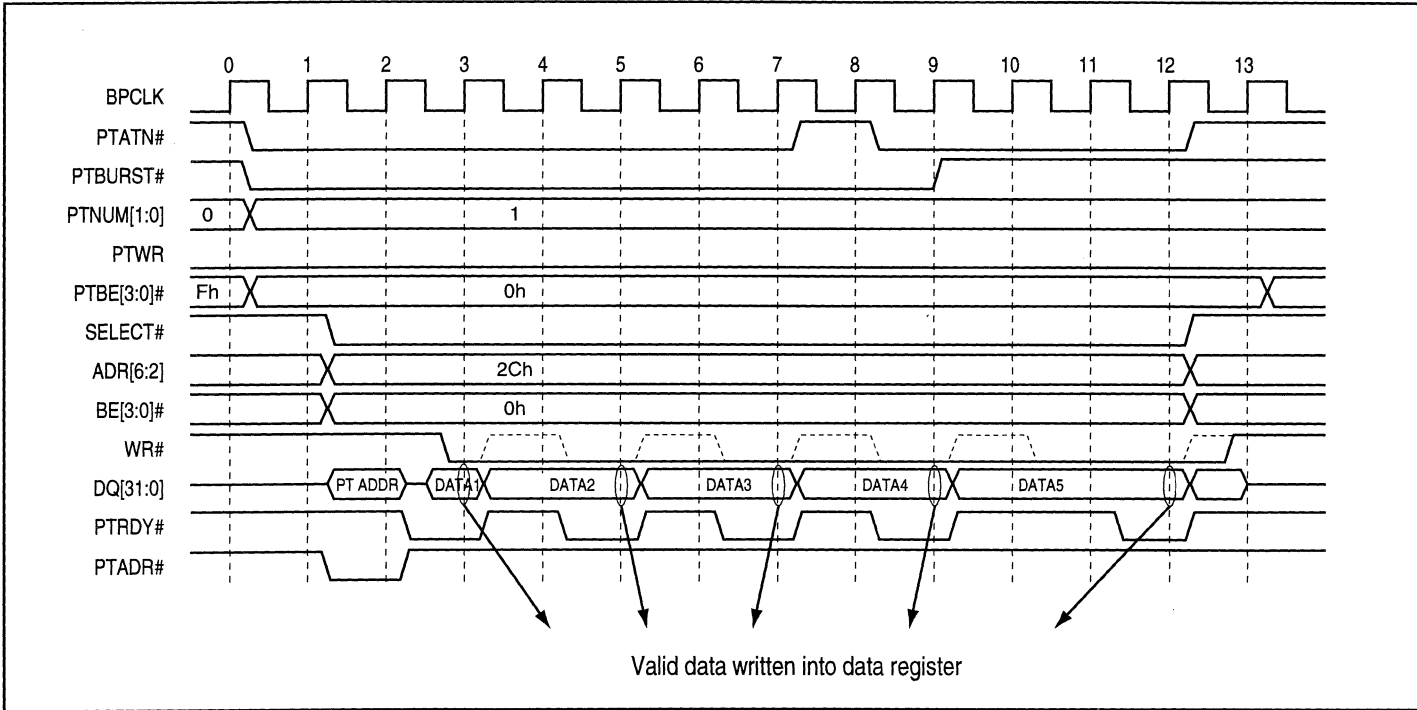 0 1 2 3 4 5 6 7 8 9 10 11 12 13
BPCLK
PTATN#
PTBURST#
PTNUM[1:0] 0 1
PTWR
PTBE[3:0]# Fh 0h
SELECT#
ADR[6:2] 2Ch
BE[3:0]# 0h
WR#
DQ[31:0] PT ADDR DATA1 DATA2 DATA3 DATA4 DATA5
PTRDY#
PTADR#
Valid data written into data register